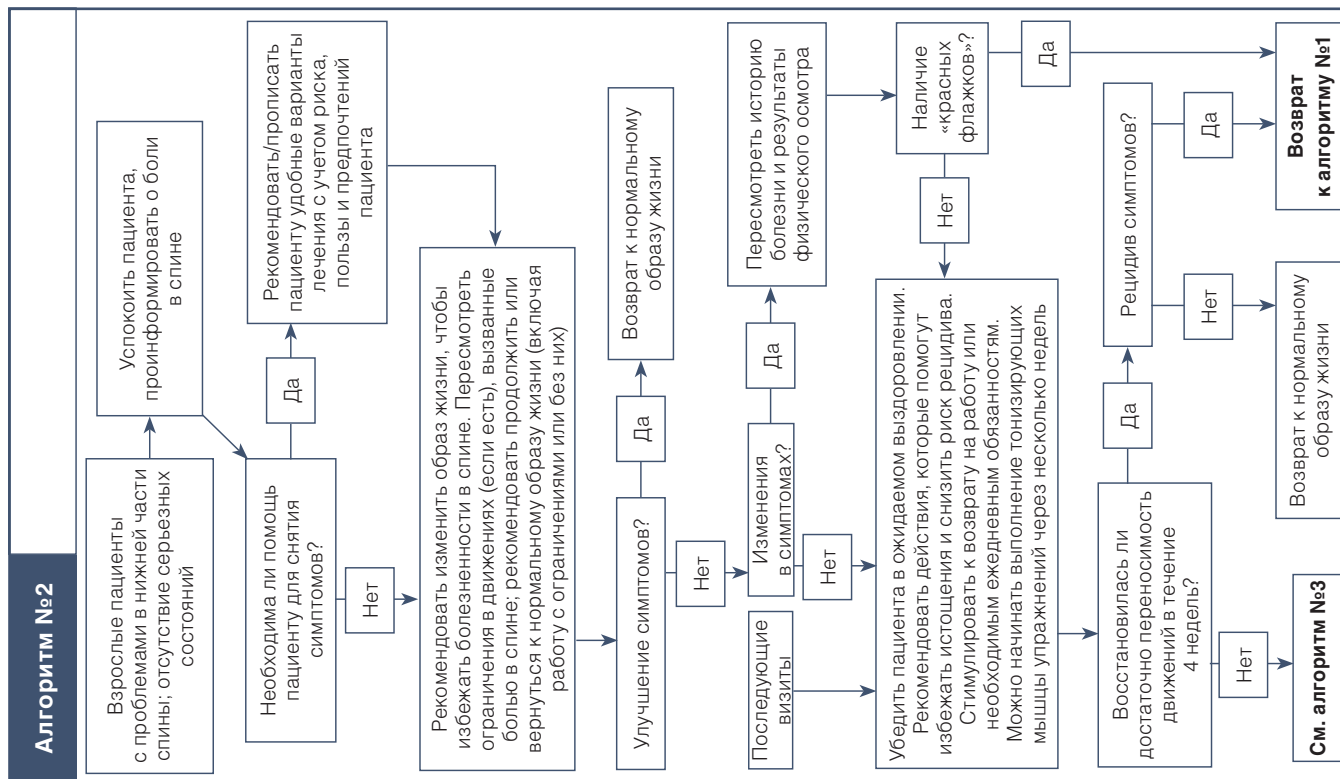 Алгоритм №2
Взрослые пациенты
с проблемами в нижней части
спины; отсутствие серьезных
состояний
Успокоить пациента,
проинформировать о боли
в спине
Необходима ли помощь
пациенту для снятия
симптомов?
Да
Рекомендовать/прописать
пациенту удобные варианты
лечения с учетом риска,
пользы и предпочтений
пациента
Нет
Рекомендовать изменить образ жизни, чтобы
избежать болезненности в спине. Пересмотреть
ограничения в движениях (если есть), вызванные
болью в спине; рекомендовать продолжить или
вернуться к нормальному образу жизни (включая
работу с ограничениями или без них)
Улучшение симптомов?
Да
Возврат к нормальному
образу жизни
Нет
Последующие
визиты
Изменения
в симптомах?
Да
Пересмотреть историю
болезни и результаты
физического осмотра
Нет
Наличие
«красных
флажков»?
Нет
Да
Убедить пациента в ожидаемом выздоровлении.
Рекомендовать действия, которые помогут
избежать истощения и снизить риск рецидива.
Стимулировать к возврату на работу или
необходимым ежедневным обязанностям.
Можно начинать выполнение тонизирующих
мышцы упражнений через несколько недель
Восстановилась ли
достаточно переносимость
движений в течение
4 недель?
Да
Рецидив симптомов?
Нет
Нет
Да
См. алгоритм №3
Возврат к нормальному
образу жизни
Возврат
к алгоритму №1